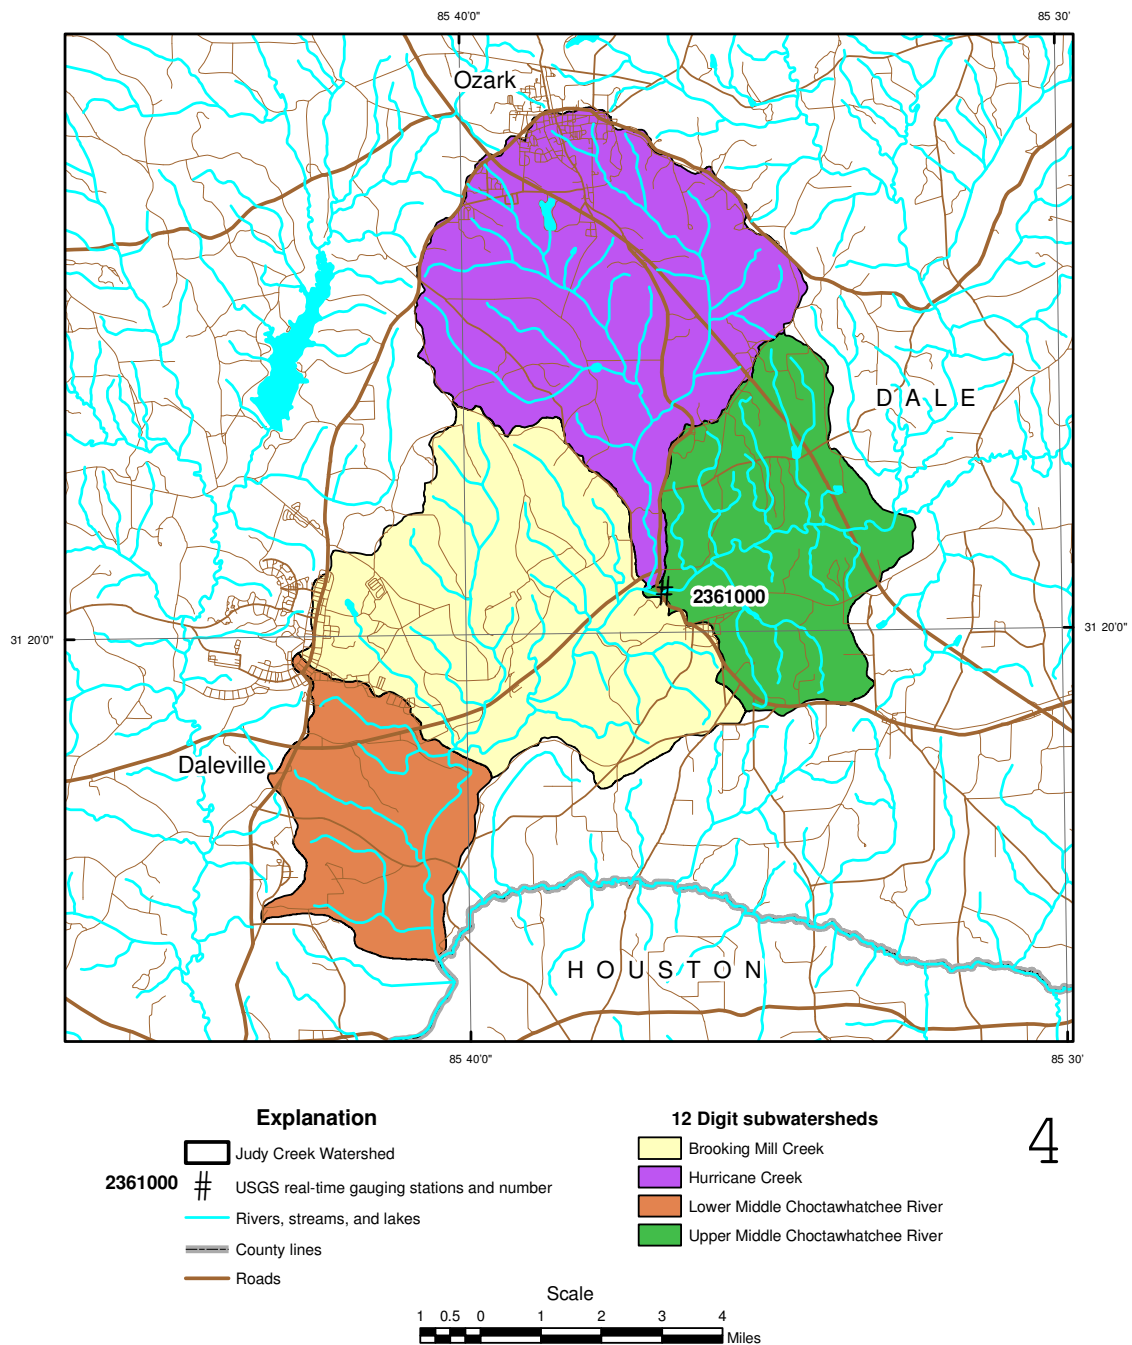 85 40'0" 85 30'
Ozark
DALE
2361000
31 20'0" 31 20'0"
Daleville
HOUSTON
85 40'0" 85 30'
Explanation
Judy Creek Watershed
2361000 # USGS real-time gauging stations and number
Rivers, streams, and lakes
County lines
Roads
12 Digit subwatersheds
Brooking Mill Creek
Hurricane Creek
Lower Middle Choctawhatchee River
Upper Middle Choctawhatchee River
4
Scale
1 0.5 0 1 2 3 4
Miles